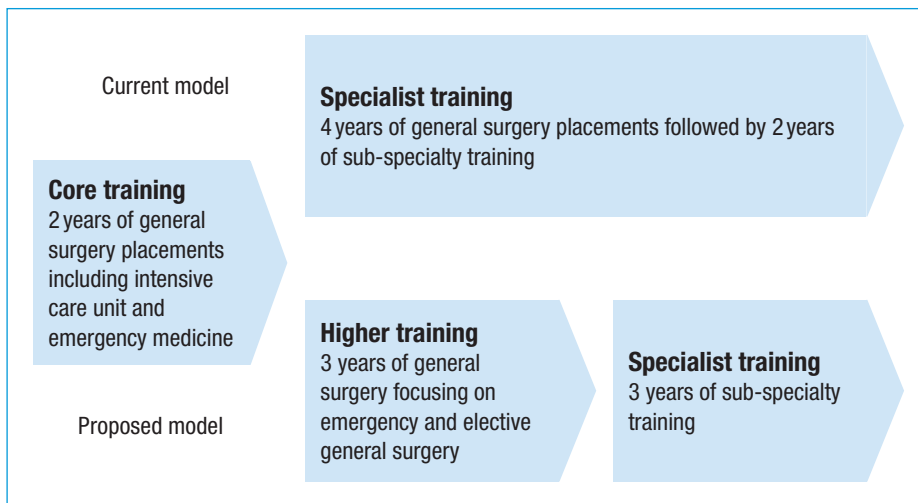 Current model
Specialist training
4 years of general surgery placements followed by 2 years
of sub-specialty training
Core training
2 years of general
surgery placements
including intensive
care unit and
emergency medicine
Higher training
3 years of general
surgery focusing on
emergency and elective
general surgery
Specialist training
3 years of sub-specialty
training
Proposed model